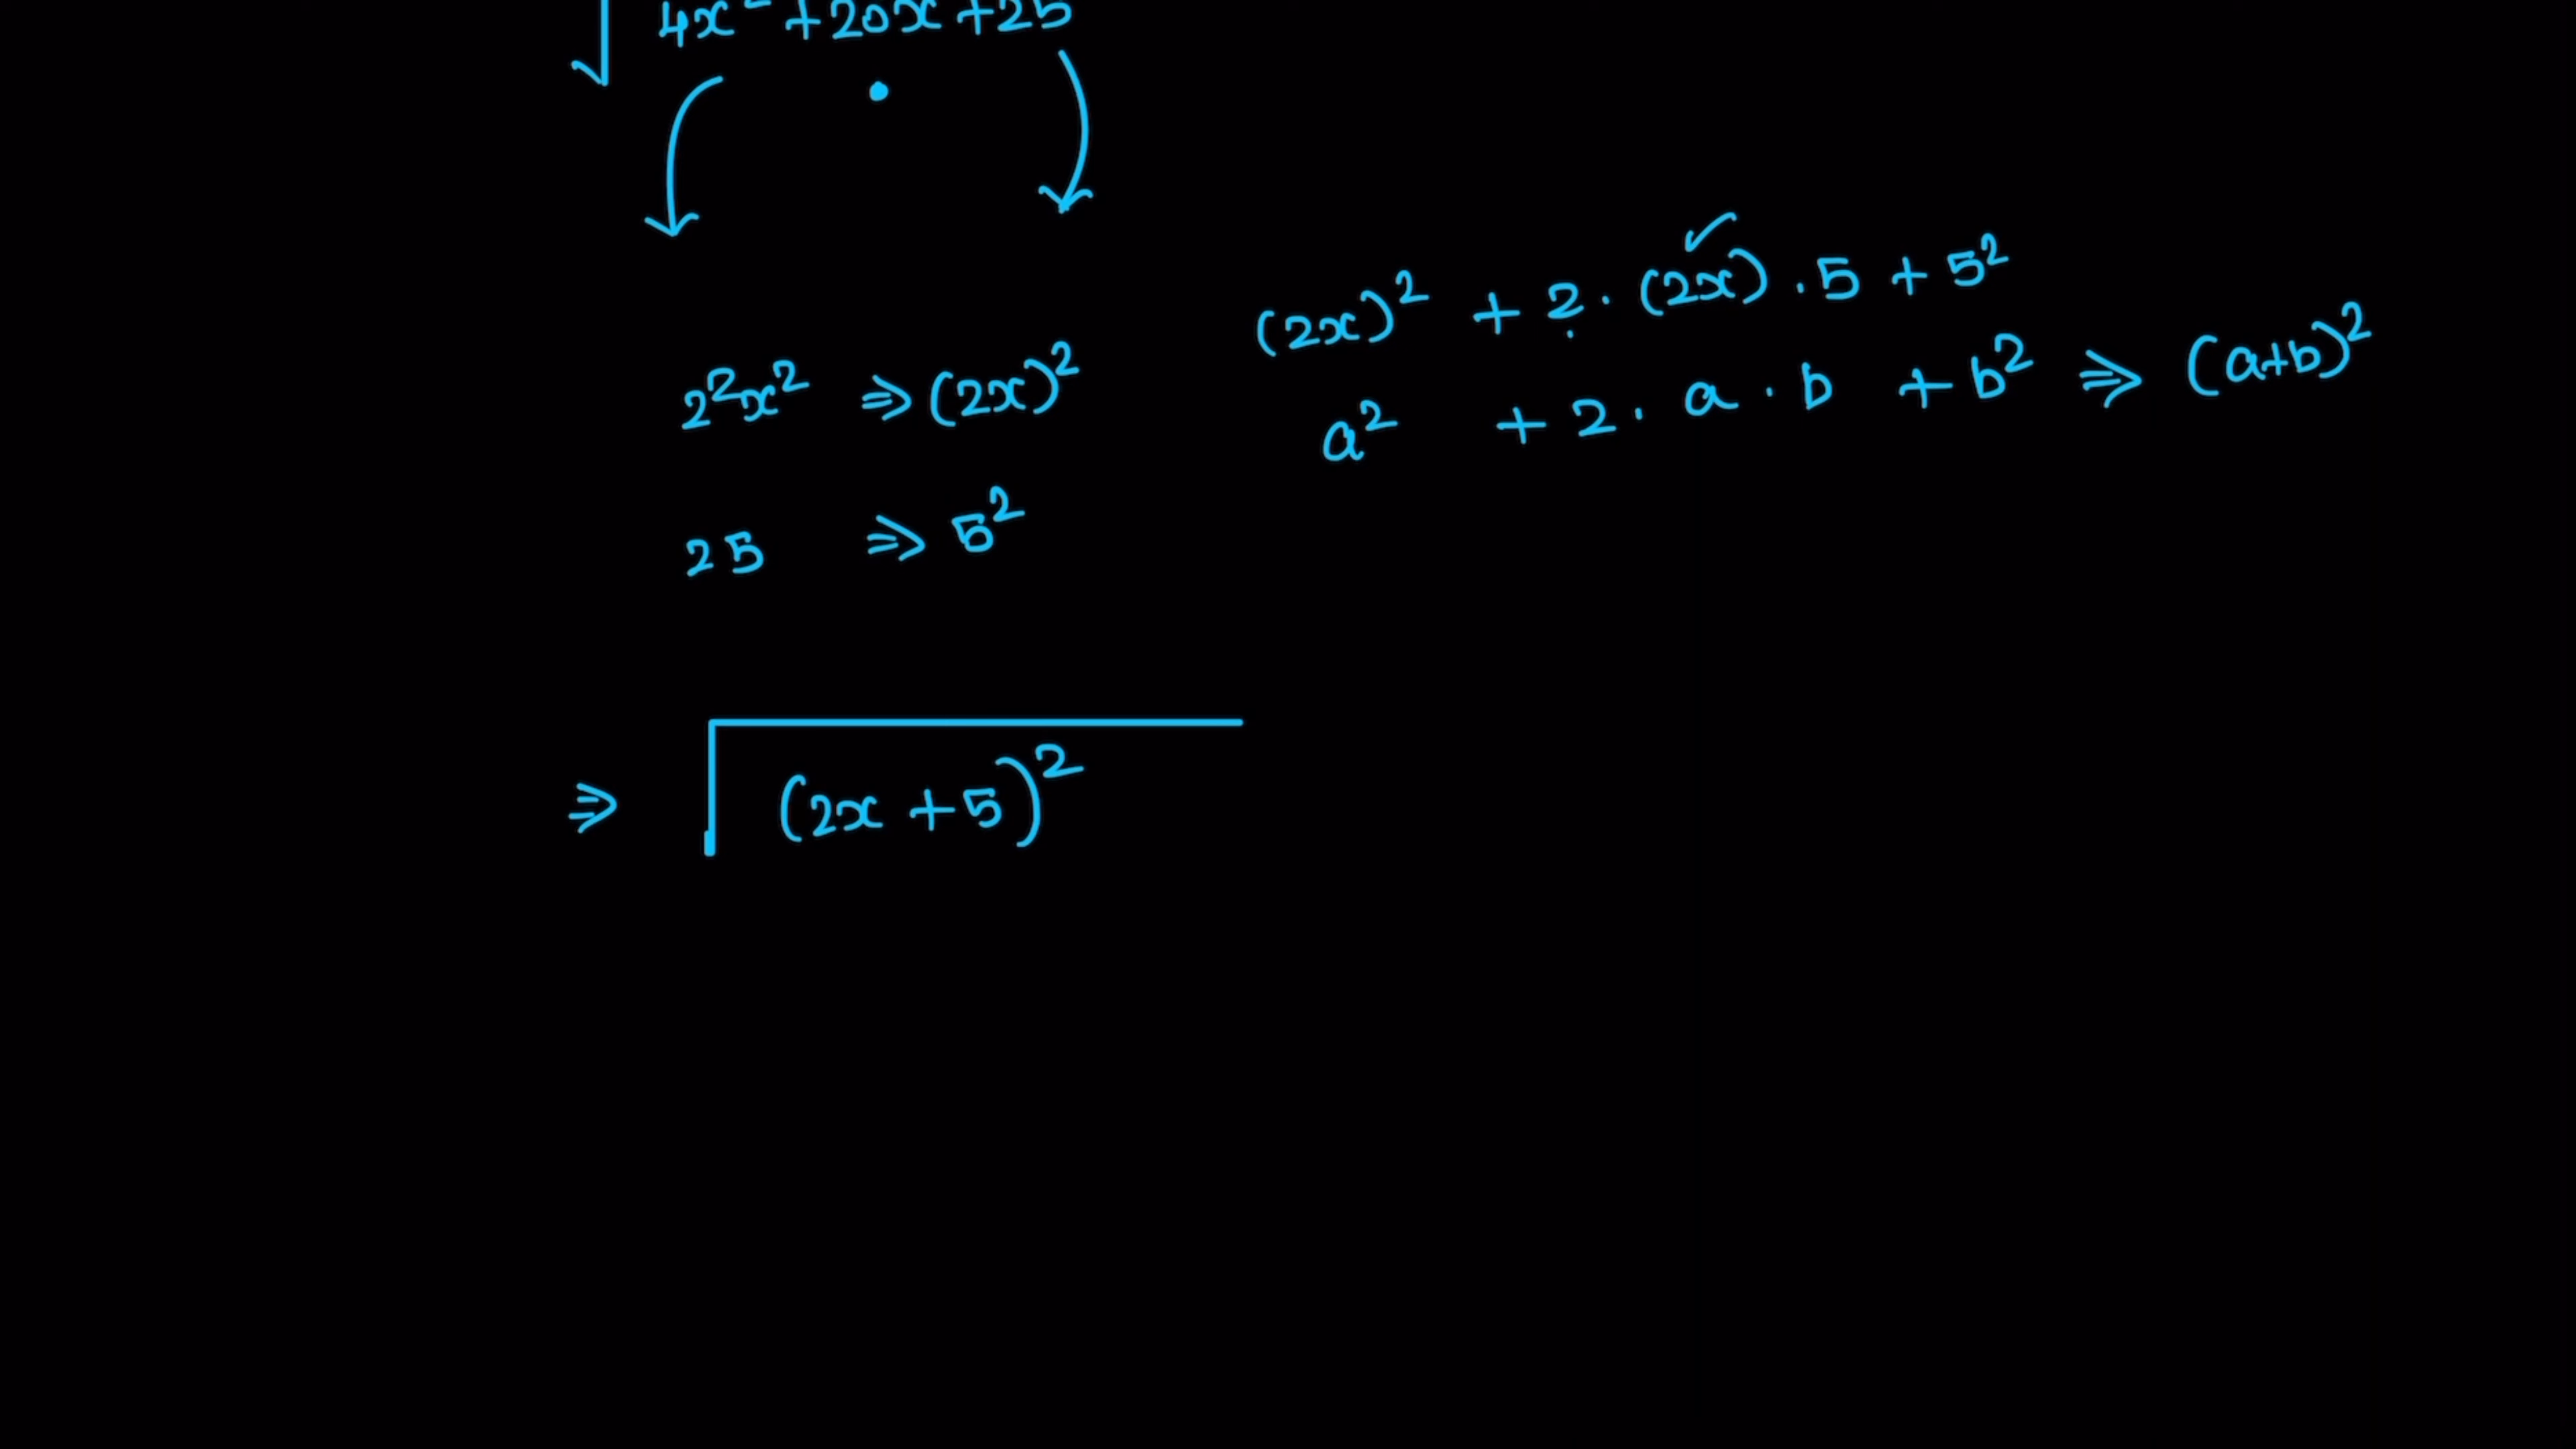 √4x² + 20x + 25
(2x)² + 2 · (2x) · 5 + 5²
2²x² ⇒ (2x)²
a² + 2 · a · b + b² ⇒ (a+b)²
25 ⇒ 5²
⇒ √(2x + 5)²